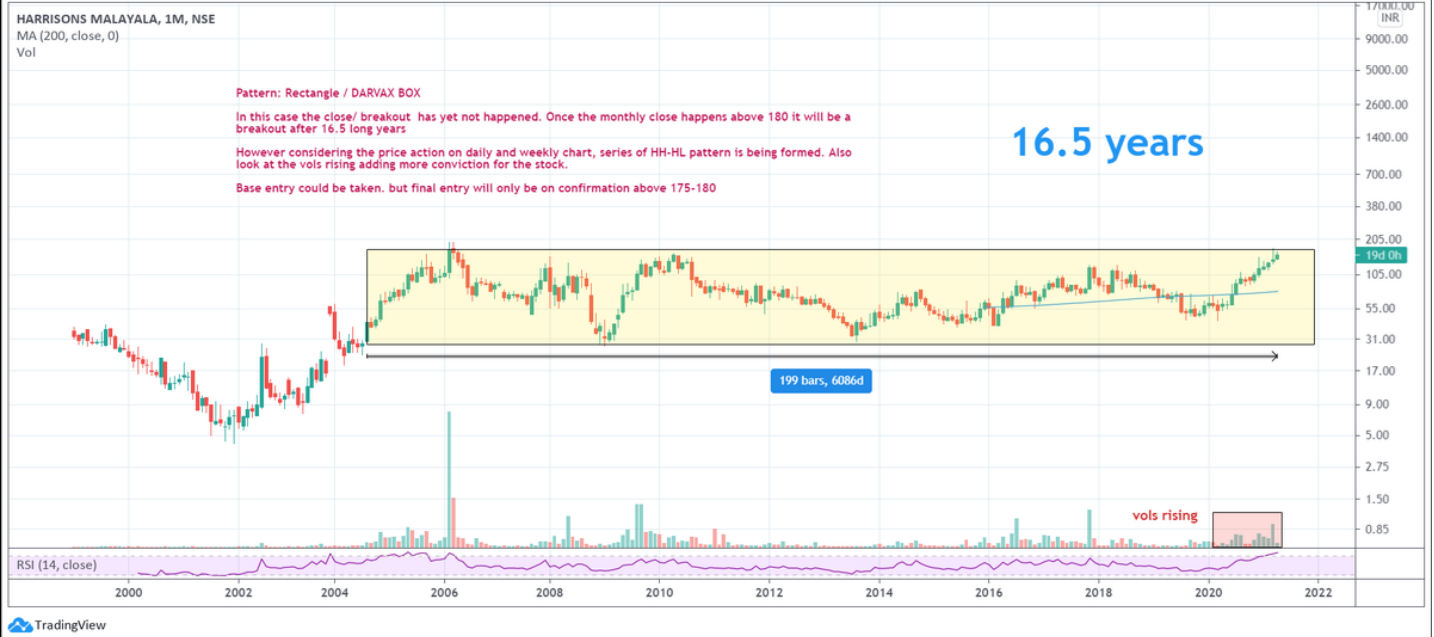 HARRISONS MALAYALA, 1M, NSE
MA (200, close, 0)
Vol
17000.00
INR
9000.00
5000.00
2600.00
1400.00
700.00
380.00
205.00
19d 0h
105.00
55.00
31.00
17.00
9.00
5.00
2.75
1.50
0.85
Pattern: Rectangle / DARVAX BOX
In this case the close/ breakout has yet not happened. Once the monthly close happens above 180 it will be a
breakout after 16.5 long years
However considering the price action on daily and weekly chart, series of HH-HL pattern is being formed. Also
look at the vols rising adding more conviction for the stock.
Base entry could be taken. but final entry will only be on confirmation above 175-180
16.5 years
199 bars, 6086d
vols rising
RSI (14, close)
2000 2002 2004 2006 2008 2010 2012 2014 2016 2018 2020 2022
TradingView